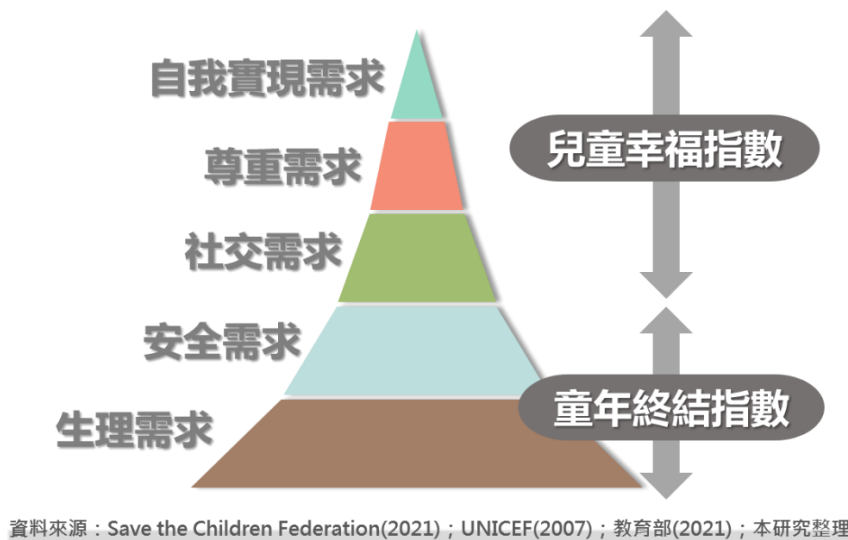 自我實現需求
兒童幸福指數
尊重需求
社交需求
安全需求
童年終結指數
生理需求
資料來源：Save the Children Federation(2021)；UNICEF(2007)；教育部(2021)；本研究整理